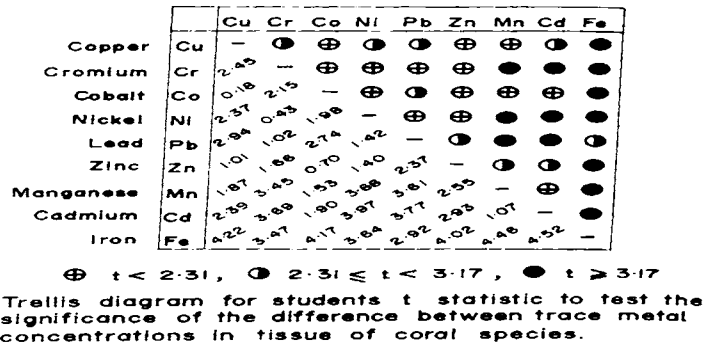 Cu Cr Co Ni Pb Zn Mn Cd Fe
Copper Cu –
Cromium Cr 2·45 –
Cobalt Co 0·18 2·15 –
Nickel Ni 2·37 0·43 1·98 –
Lead Pb 2·94 1·02 2·74 1·42 –
Zinc Zn 1·01 1·66 0·70 1·40 2·37 –
Manganese Mn 1·87 3·45 1·53 3·68 3·61 2·55 –
Cadmium Cd 2·39 3·89 1·90 3·97 3·77 2·93 1·07 –
Iron Fe 4·22 3·47 4·17 3·64 2·92 4·02 4·46 4·52 –
⊕ t < 2·31, ◑ 2·31 ⩽ t < 3·17, ● t ⩾ 3·17
Trellis diagram for students t statistic to test the
significance of the difference between trace metal
concentrations in tissue of coral species.